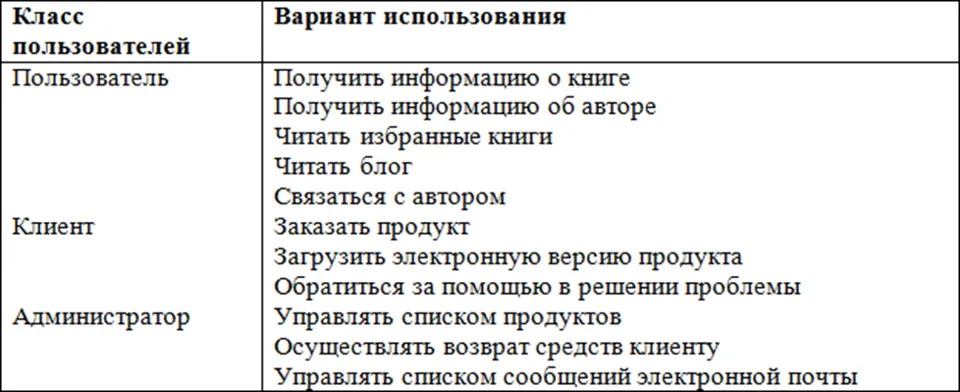 Класс Вариант использования
пользователей
Пользователь Получить информацию о книге
Получить информацию об авторе
Читать избранные книги
Читать блог
Связаться с автором
Клиент Заказать продукт
Загрузить электронную версию продукта
Обратиться за помощью в решении проблемы
Администратор Управлять списком продуктов
Осуществлять возврат средств клиенту
Управлять списком сообщений электронной почты